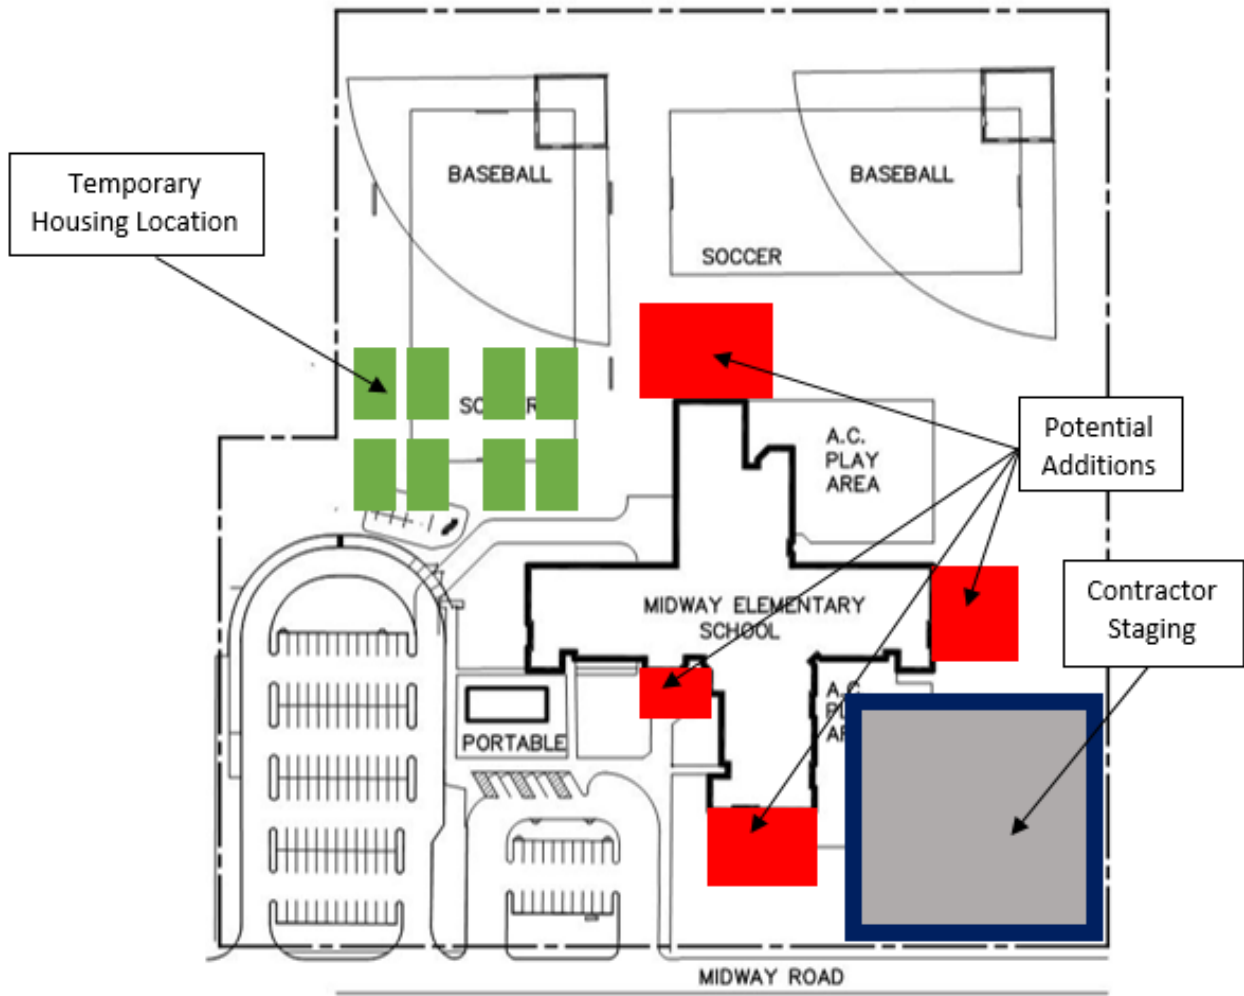 BASEBALL
BASEBALL
Temporary
Housing Location
SOCCER
Potential
Additions
A.C.
PLAY
AREA
Contractor
Staging
MIDWAY ELEMENTARY
SCHOOL
A.C
PORTABLE
MIDWAY ROAD